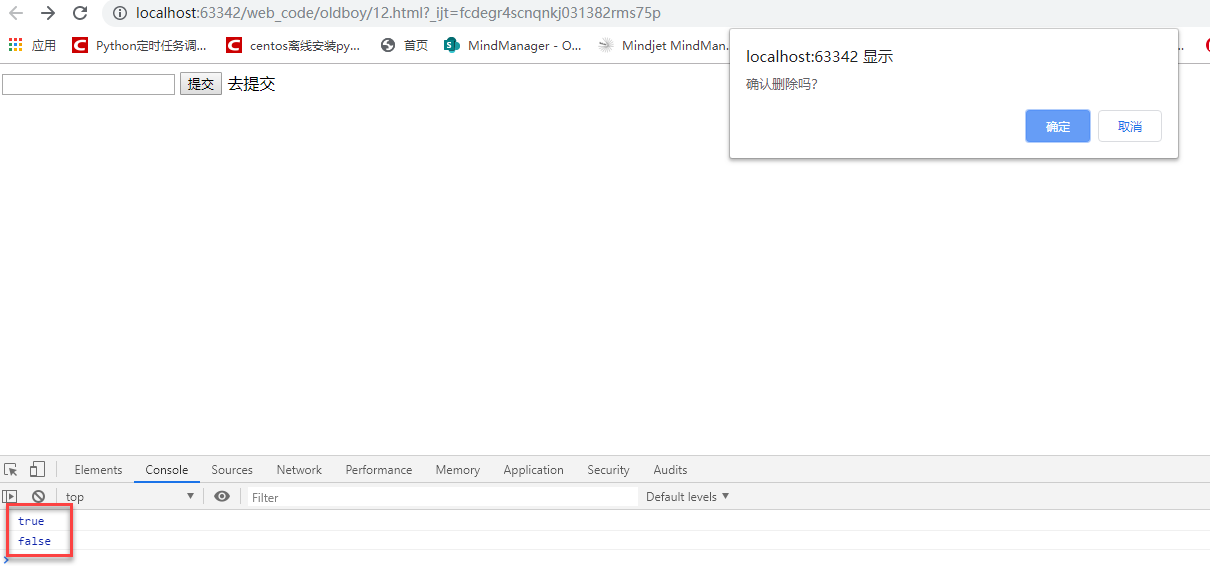 localhost:63342/web_code/oldboy/12.html?_ijt=fcdegr4scnqnkj031382rms75p
应用 Python定时任务调... centos离线安装py... 首页 MindManager - O... Mindjet MindMan.
localhost:63342 显示
确认删除吗？
确定 取消
提交 去提交
Elements Console Sources Network Performance Memory Application Security Audits
top Filter Default levels
true
false